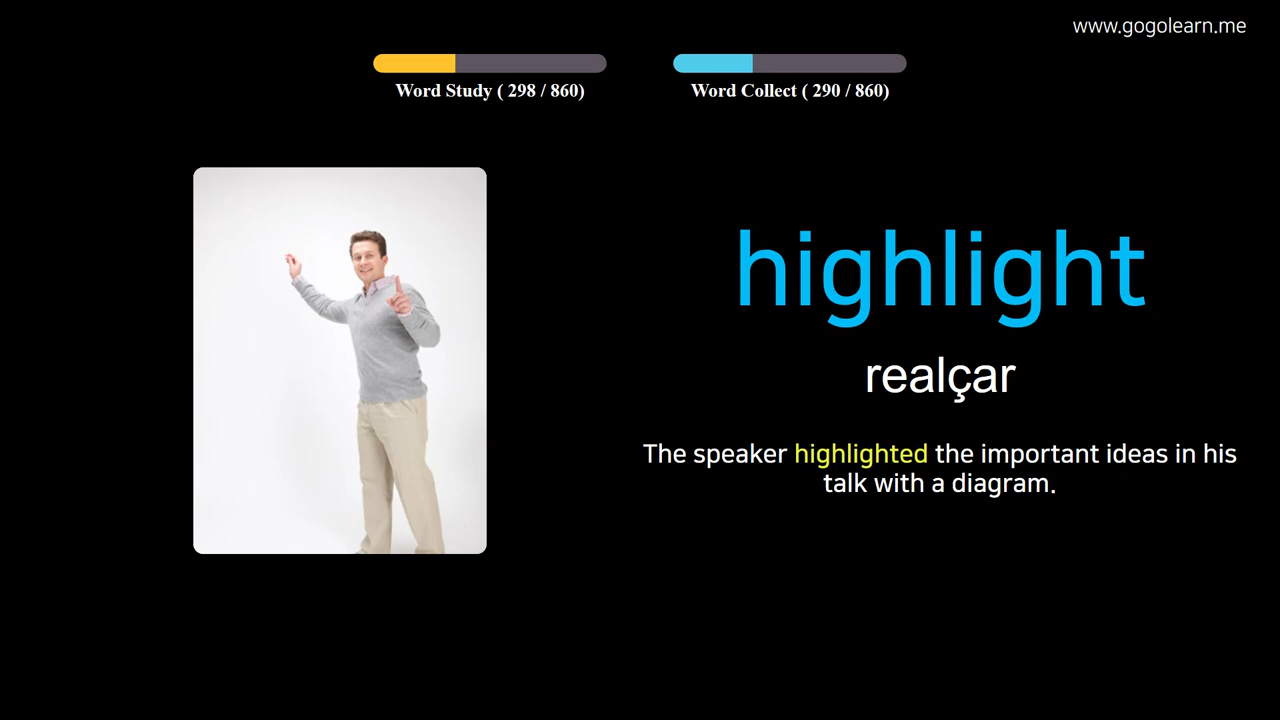 www.gogolearn.me
Word Study ( 298 / 860)
Word Collect ( 290 / 860)
highlight
realçar
The speaker highlighted the important ideas in his
talk with a diagram.